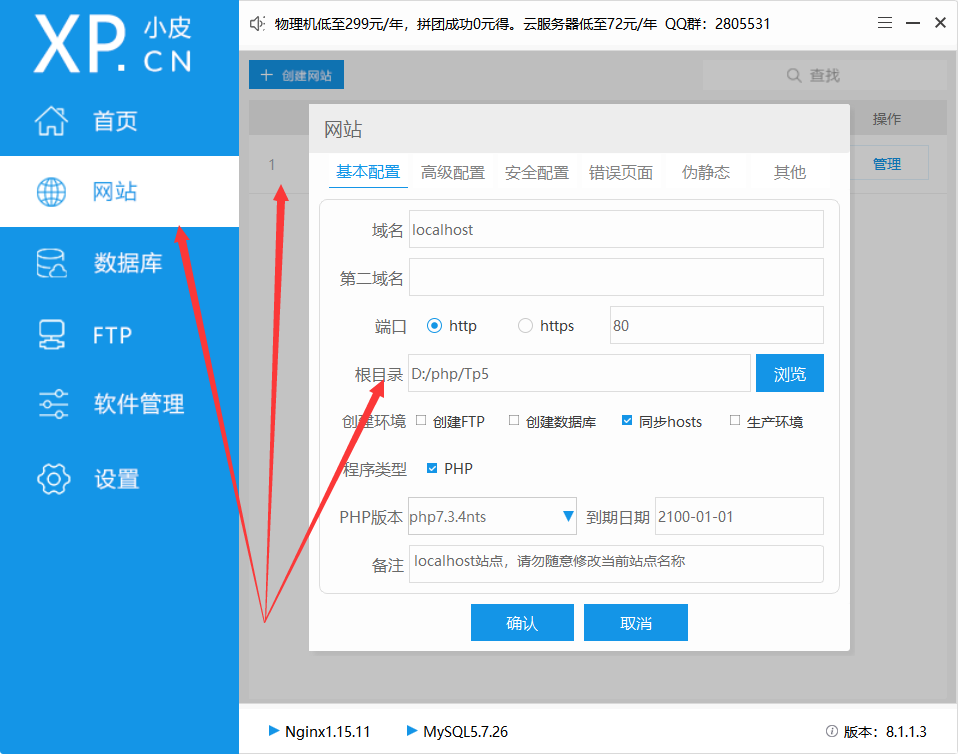 XP.CN 小皮
物理机低至299元/年，拼团成功0元得。云服务器低至72元/年 QQ群：2805531
首页
网站
数据库
FTP
软件管理
设置
创建网站
查找
操作
1
管理
网站
基本配置 高级配置 安全配置 错误页面 伪静态 其他
域名 localhost
第二域名
端口 http https 80
根目录 D:/php/Tp5 浏览
创建环境 创建FTP 创建数据库 同步hosts 生产环境
程序类型 PHP
PHP版本 php7.3.4nts 到期日期 2100-01-01
备注 localhost站点，请勿随意修改当前站点名称
确认 取消
Nginx1.15.11 MySQL5.7.26 版本：8.1.1.3